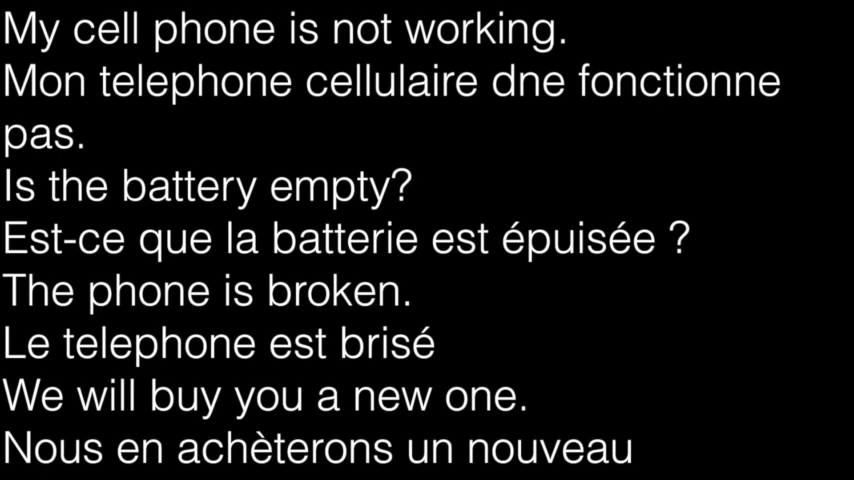 My cell phone is not working.
Mon telephone cellulaire dne fonctionne
pas.
Is the battery empty?
Est-ce que la batterie est épuisée ?
The phone is broken.
Le telephone est brisé
We will buy you a new one.
Nous en achèterons un nouveau